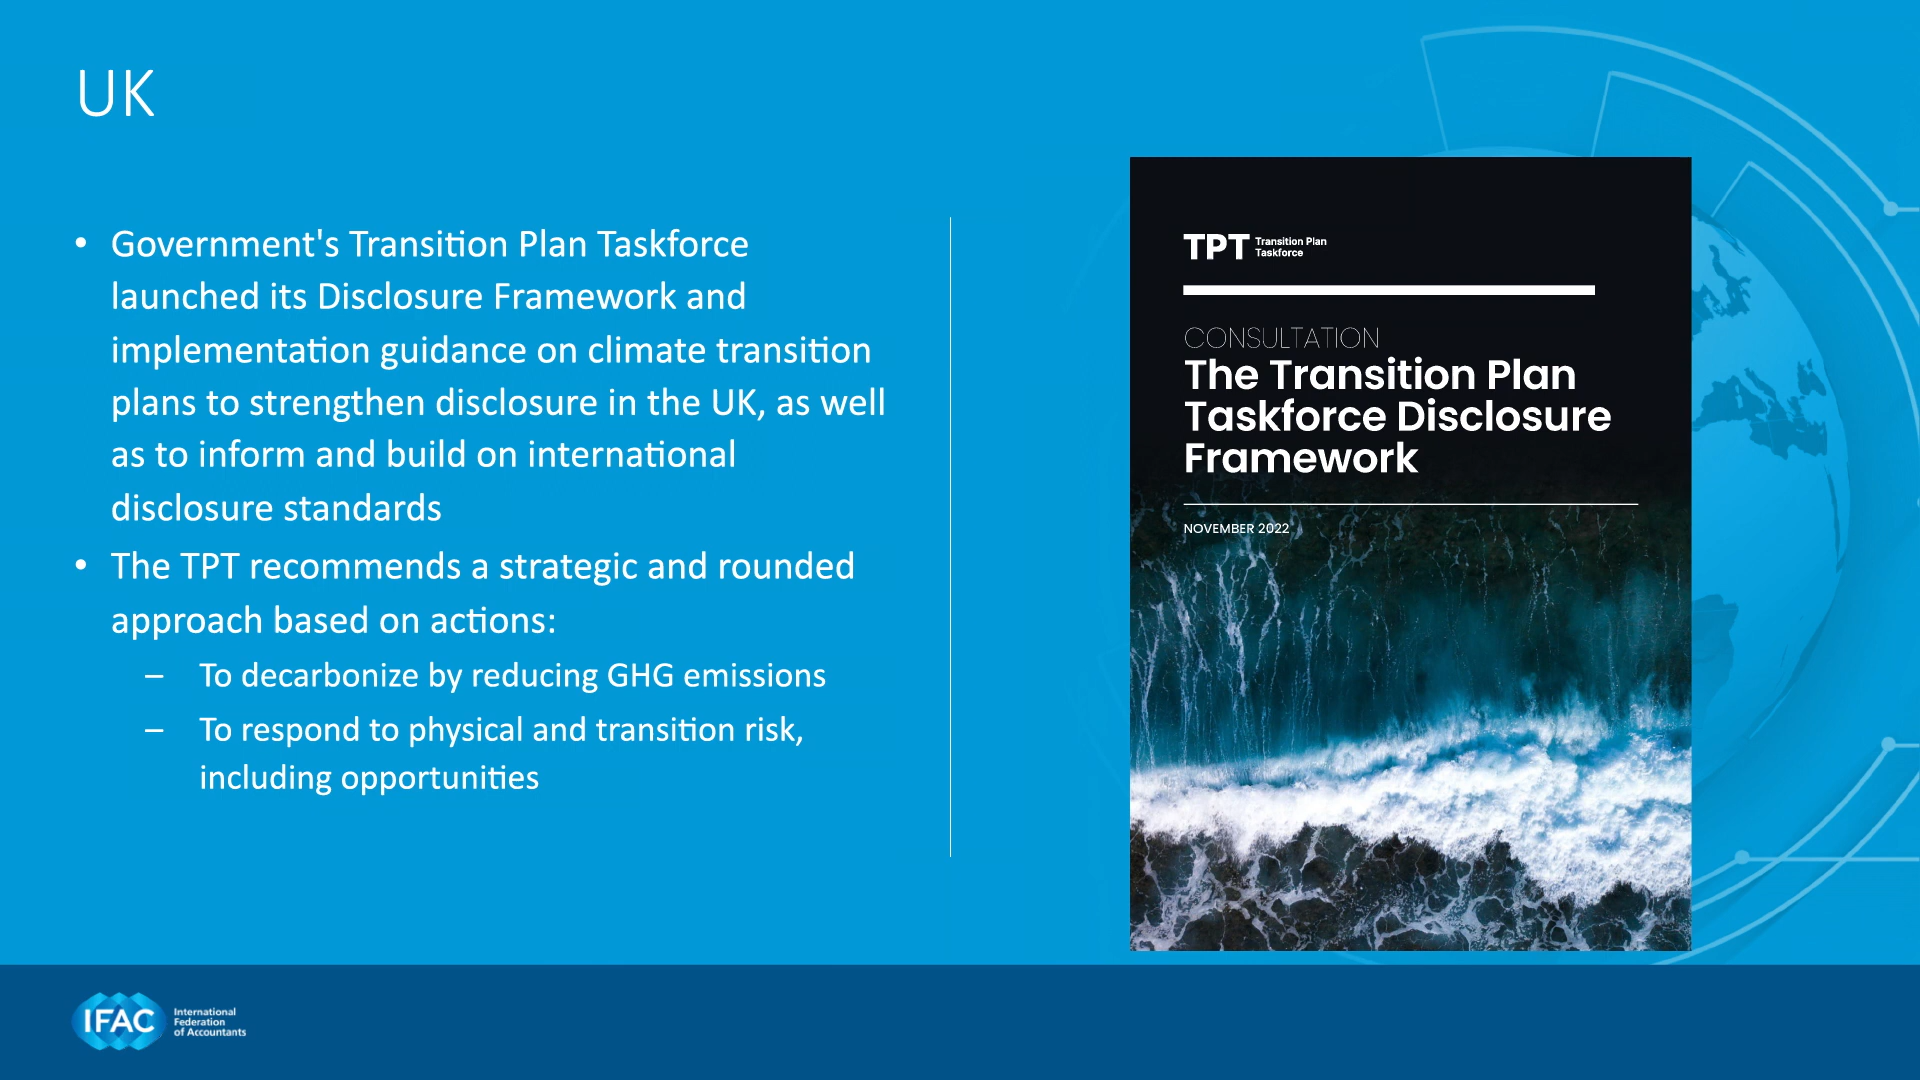 UK
• Government's Transition Plan Taskforce
launched its Disclosure Framework and
implementation guidance on climate transition
plans to strengthen disclosure in the UK, as well
as to inform and build on international
disclosure standards
• The TPT recommends a strategic and rounded
approach based on actions:
– To decarbonize by reducing GHG emissions
– To respond to physical and transition risk,
including opportunities
TPT Transition Plan
Taskforce
CONSULTATION
The Transition Plan
Taskforce Disclosure
Framework
NOVEMBER 2022
IFAC International
Federation
of Accountants